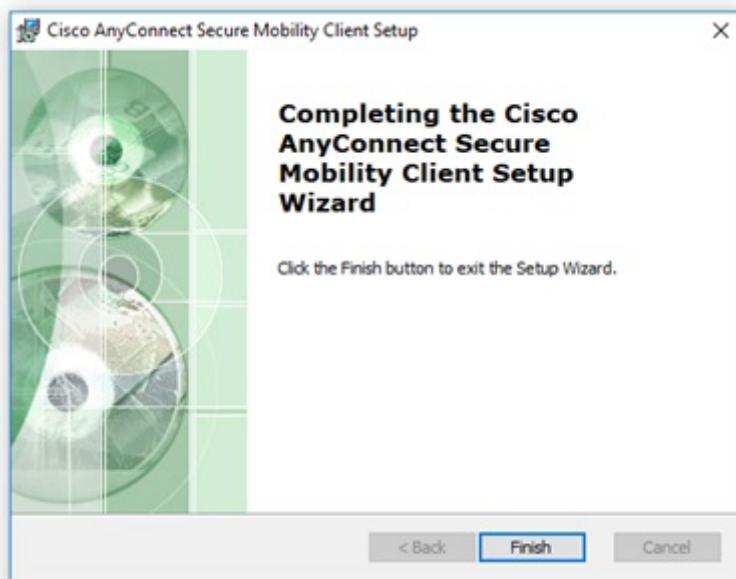 Cisco AnyConnect Secure Mobility Client Setup
Completing the Cisco
AnyConnect Secure
Mobility Client Setup
Wizard
Click the Finish button to exit the Setup Wizard.
< Back
Finish
Cancel